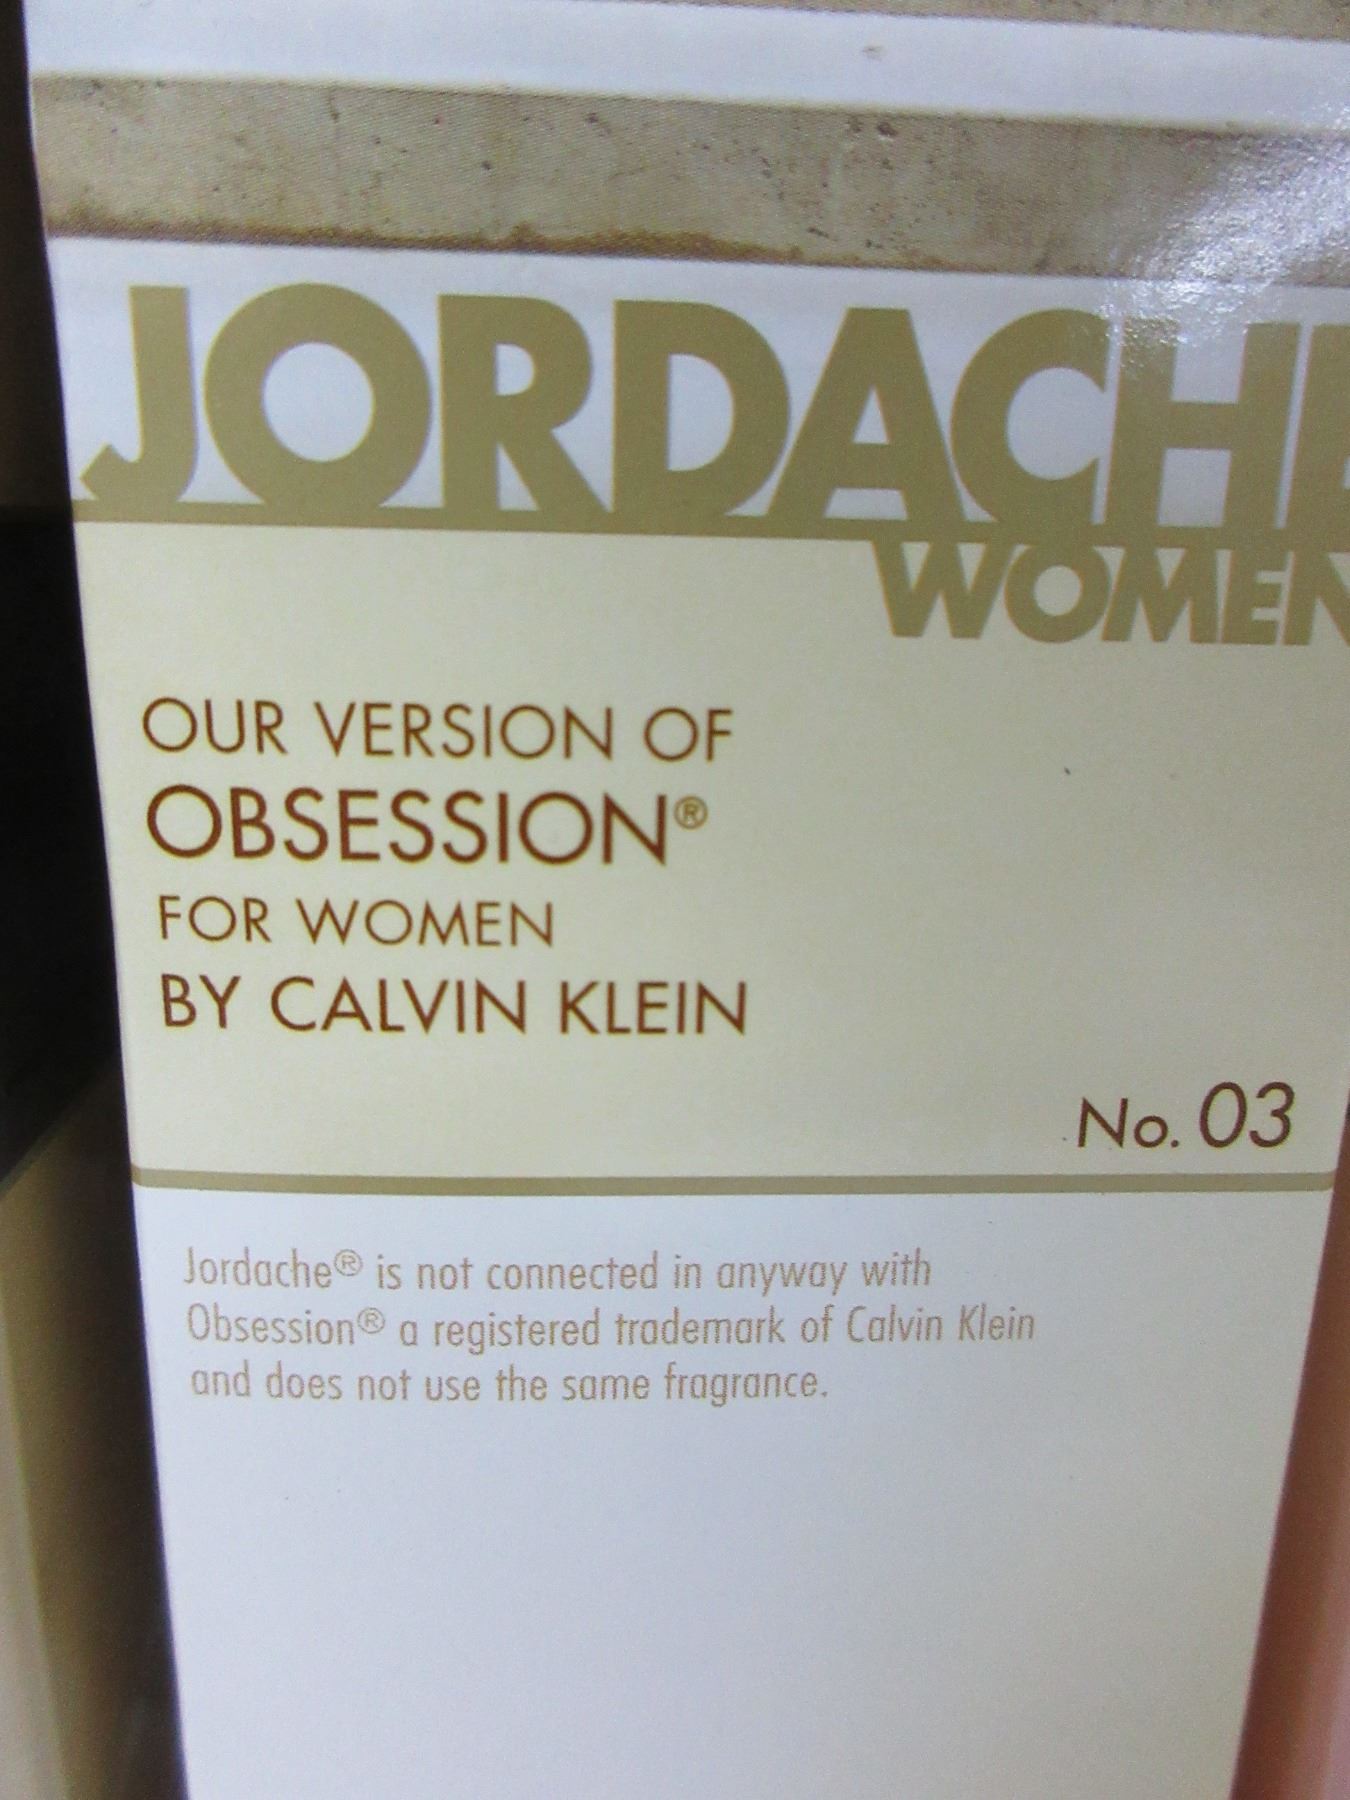 JORDACHE
WOMEN
OUR VERSION OF
OBSESSION®
FOR WOMEN
BY CALVIN KLEIN
No. 03
Jordache® is not connected in anyway with
Obsession® a registered trademark of Calvin Klein
and does not use the same fragrance.